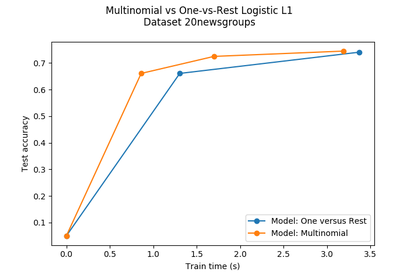 Multinomial vs One-vs-Rest Logistic L1
Dataset 20newsgroups
0.7
0.6
0.5
0.4
0.3
0.2
0.1
Test accuracy
Model: One versus Rest
Model: Multinomial
0.0 0.5 1.0 1.5 2.0 2.5 3.0 3.5
Train time (s)